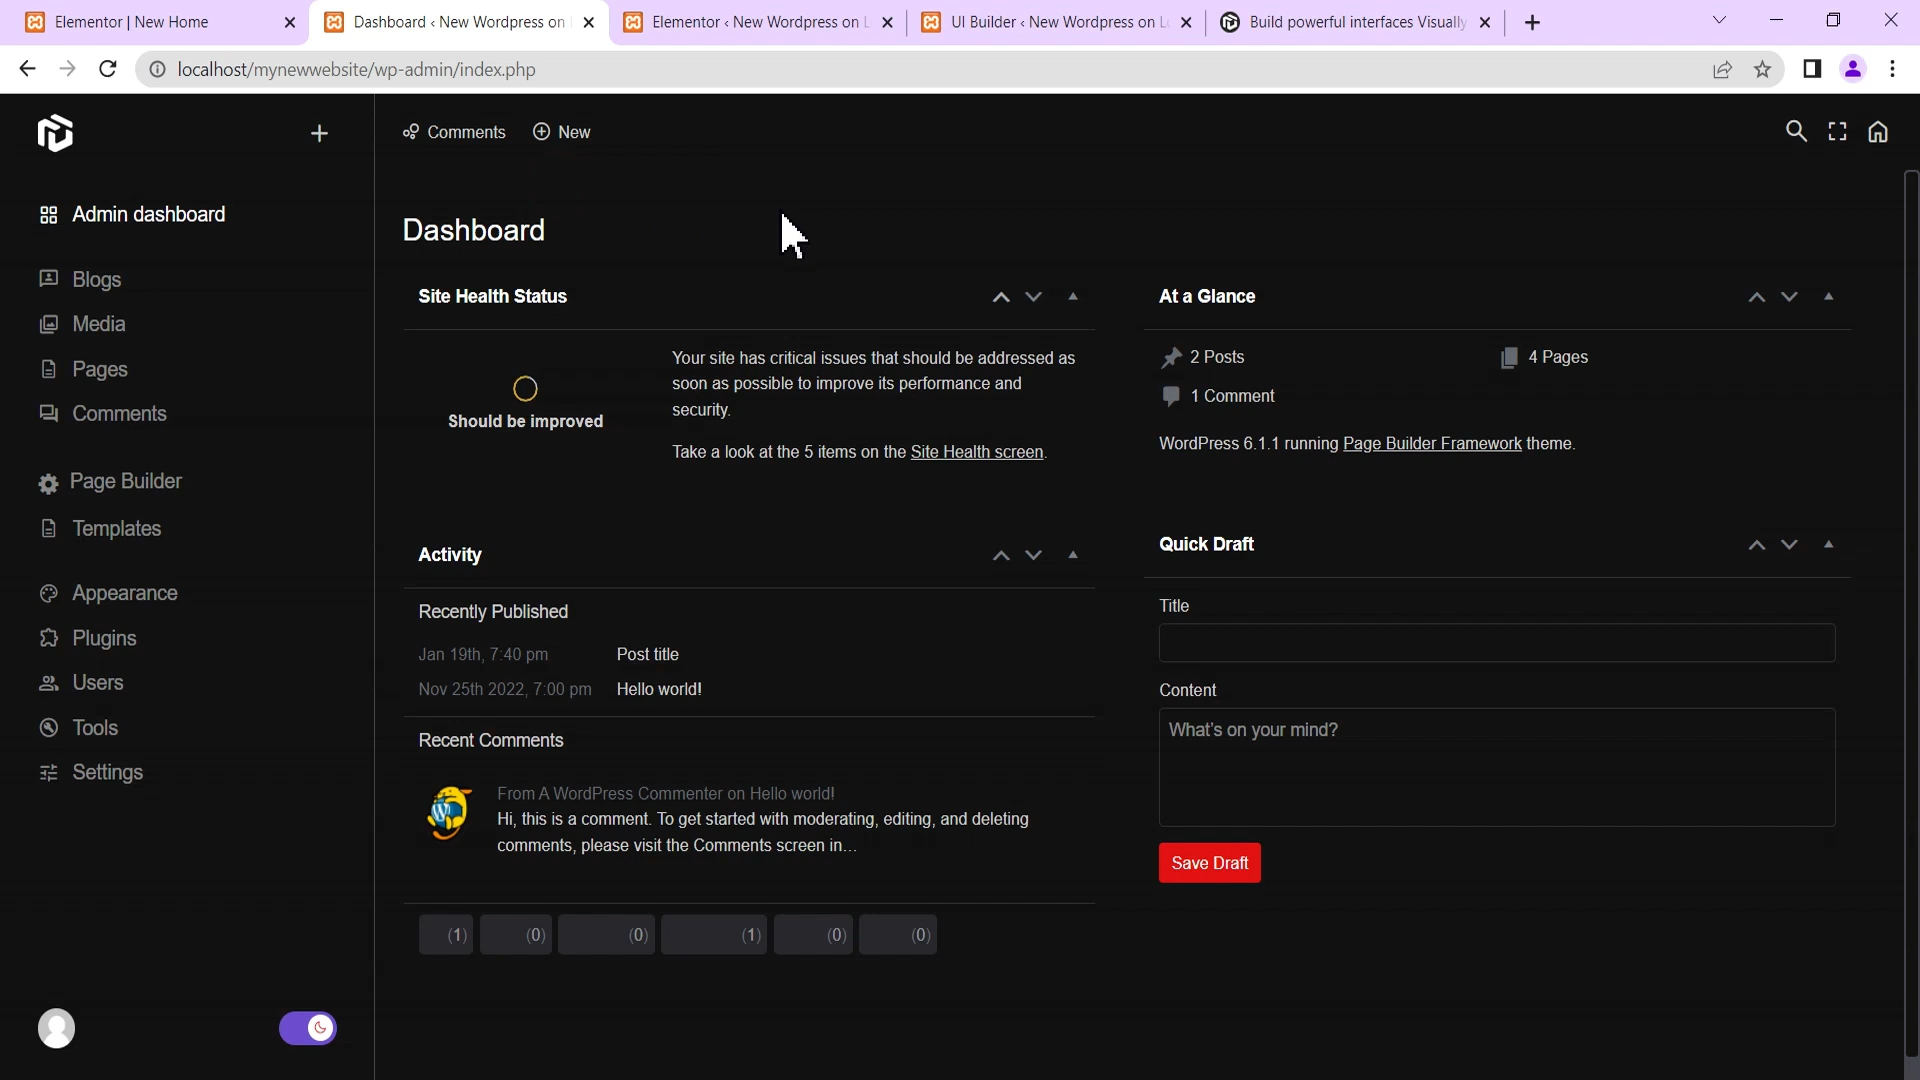 Elementor | New Home
Dashboard ‹ New Wordpress on
Elementor ‹ New Wordpress on L
UI Builder ‹ New Wordpress on Lo
Build powerful interfaces Visually
localhost/mynewwebsite/wp-admin/index.php
Comments
New
Admin dashboard
Blogs
Media
Pages
Comments
Page Builder
Templates
Appearance
Plugins
Users
Tools
Settings
Dashboard
Site Health Status
Should be improved
Your site has critical issues that should be addressed as
soon as possible to improve its performance and
security.
Take a look at the 5 items on the Site Health screen.
Activity
Recently Published
Jan 19th, 7:40 pm Post title
Nov 25th 2022, 7:00 pm Hello world!
Recent Comments
From A WordPress Commenter on Hello world!
Hi, this is a comment. To get started with moderating, editing, and deleting
comments, please visit the Comments screen in…
(1) (0) (0) (1) (0) (0)
At a Glance
2 Posts
4 Pages
1 Comment
WordPress 6.1.1 running Page Builder Framework theme.
Quick Draft
Title
Content
What's on your mind?
Save Draft